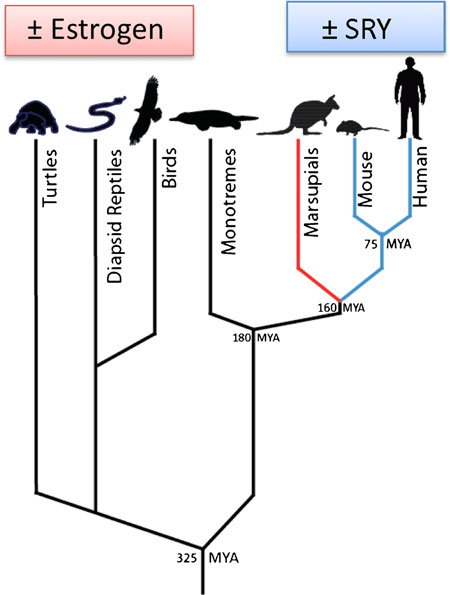 ± Estrogen
± SRY
Turtles
Diapsid Reptiles
Birds
Monotremes
Marsupials
Mouse
Human
75 MYA
160 MYA
180 MYA
325 MYA